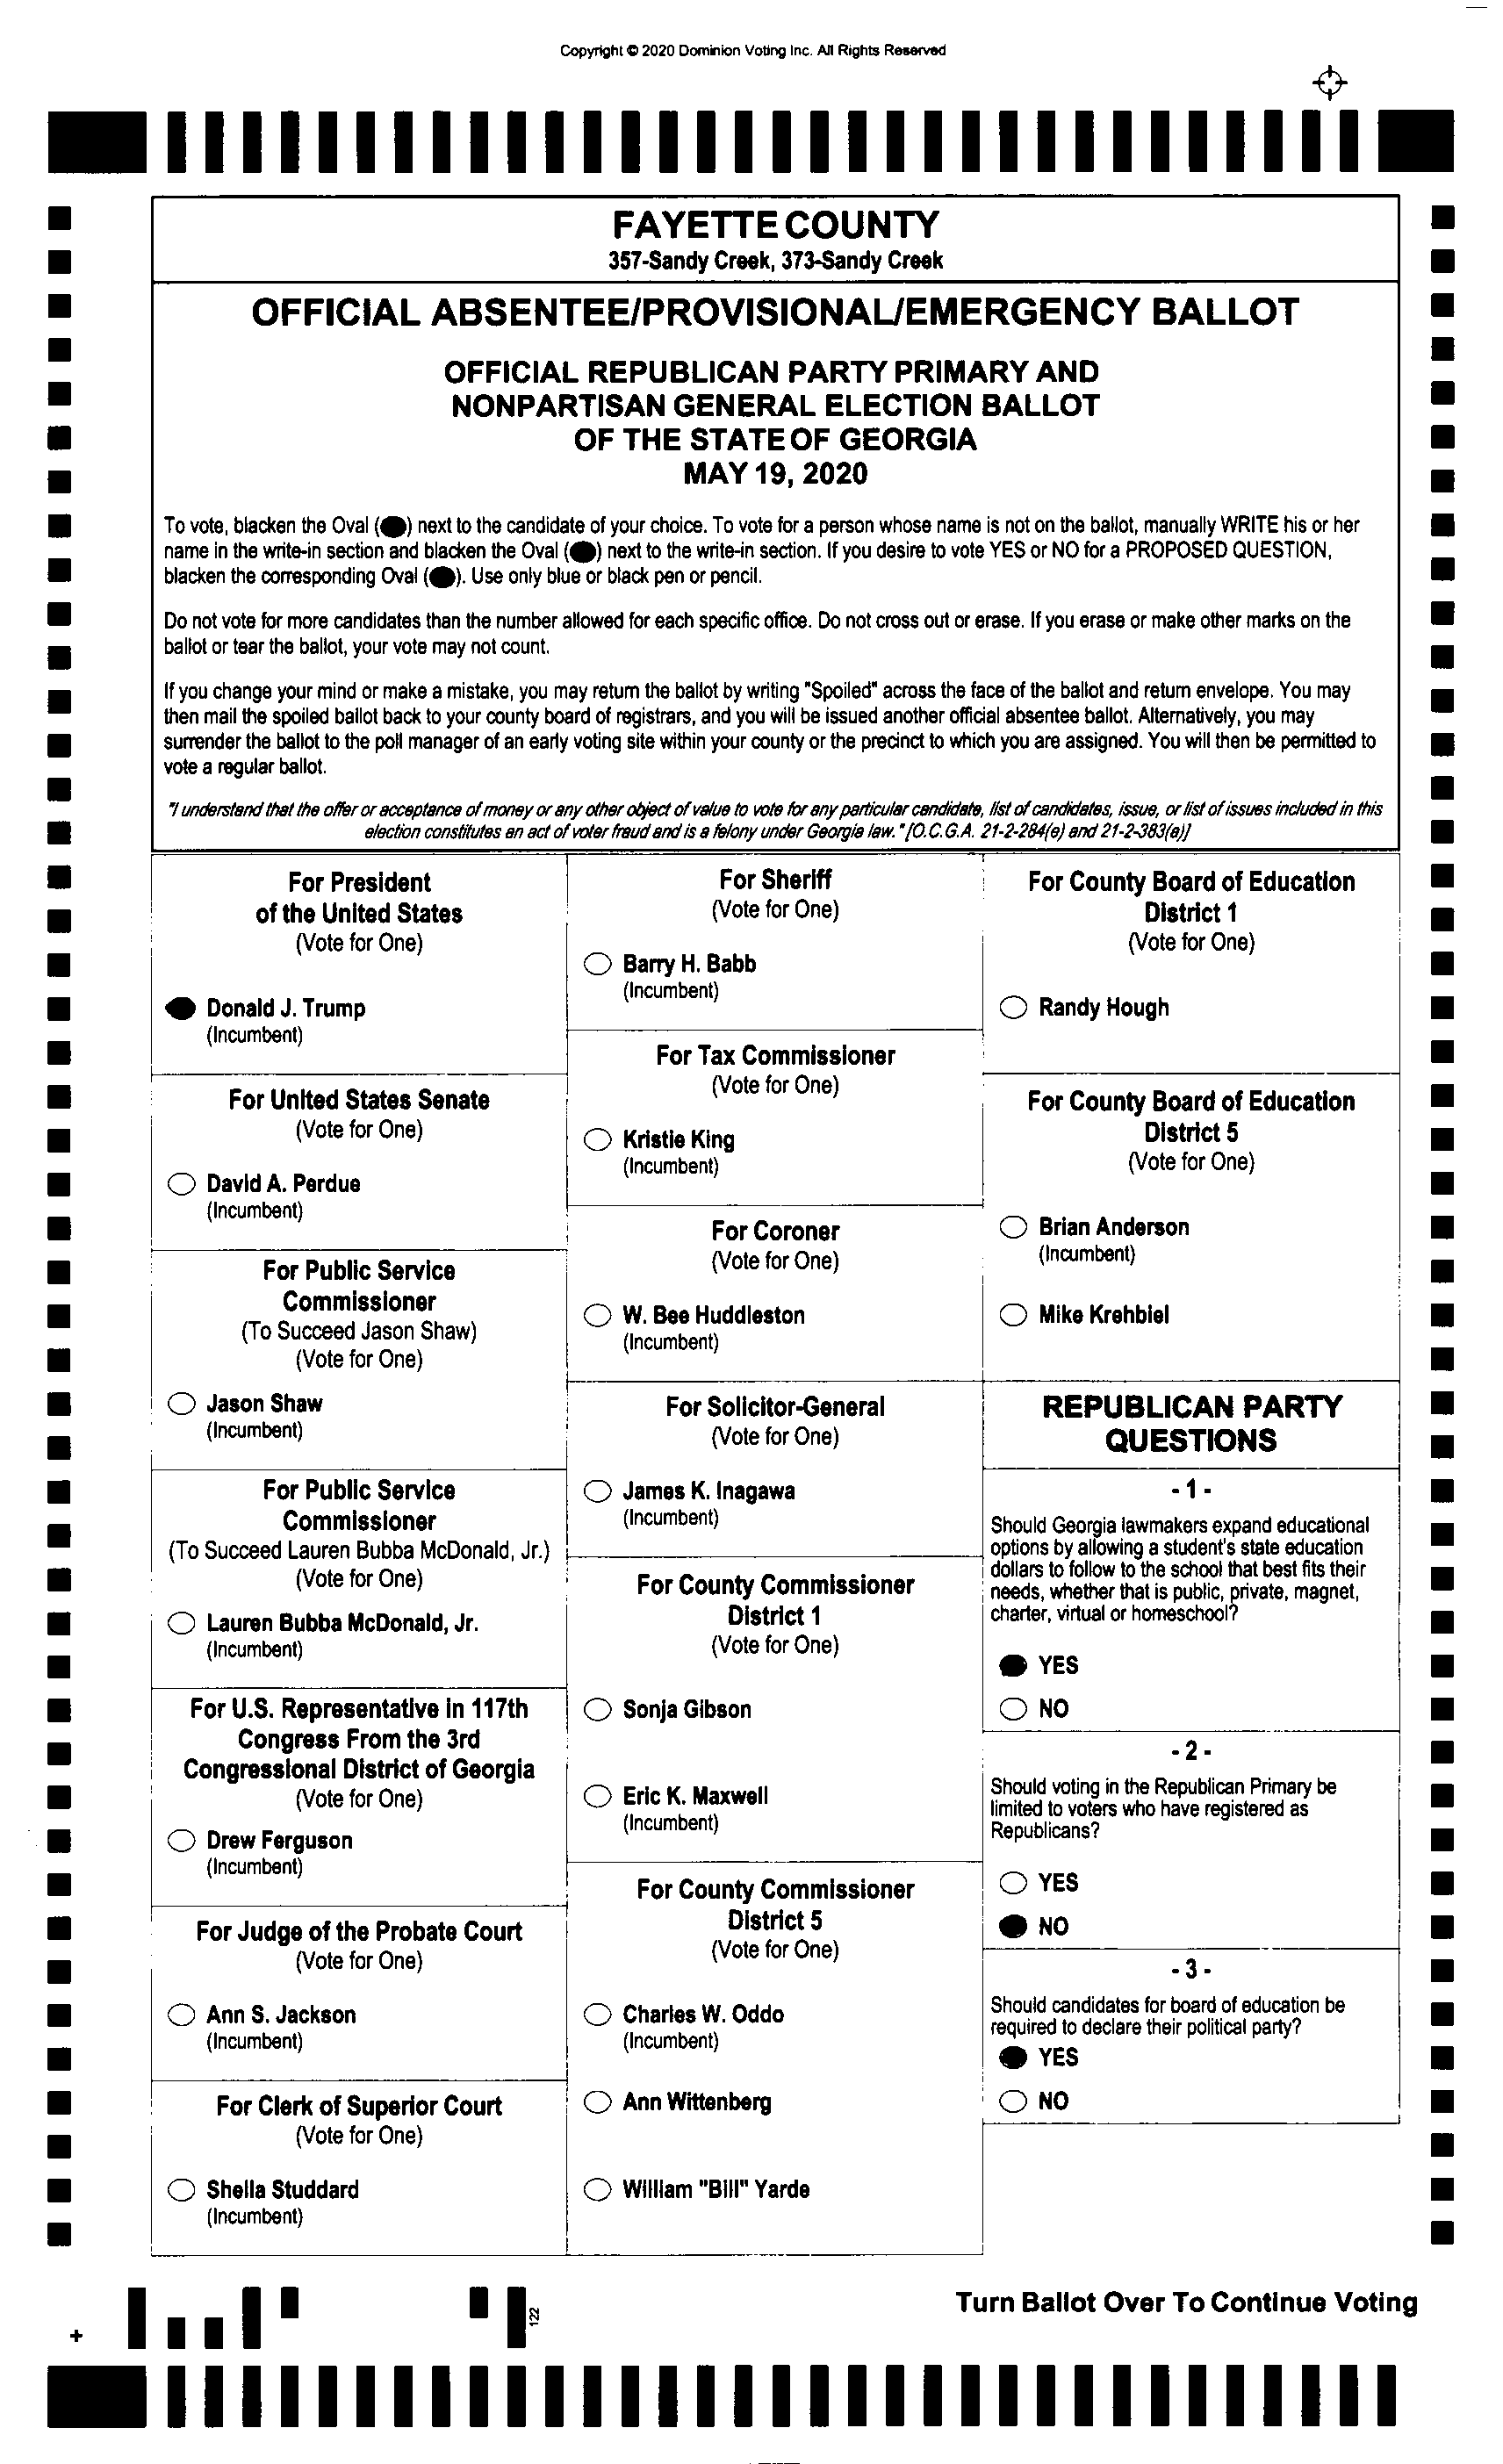 Copyright © 2020 Dominion Voting Inc. All Rights Reserved
FAYETTE COUNTY
357-Sandy Creek, 373-Sandy Creek
OFFICIAL ABSENTEE/PROVISIONAL/EMERGENCY BALLOT
OFFICIAL REPUBLICAN PARTY PRIMARY AND
NONPARTISAN GENERAL ELECTION BALLOT
OF THE STATE OF GEORGIA
MAY 19, 2020
To vote, blacken the Oval ( ) next to the candidate of your choice. To vote for a person whose name is not on the ballot, manually WRITE his or her
name in the write-in section and blacken the Oval ( ) next to the write-in section. If you desire to vote YES or NO for a PROPOSED QUESTION,
blacken the corresponding Oval ( ). Use only blue or black pen or pencil.
Do not vote for more candidates than the number allowed for each specific office. Do not cross out or erase. If you erase or make other marks on the
ballot or tear the ballot, your vote may not count.
If you change your mind or make a mistake, you may return the ballot by writing "Spoiled" across the face of the ballot and return envelope. You may
then mail the spoiled ballot back to your county board of registrars, and you will be issued another official absentee ballot. Alternatively, you may
surrender the ballot to the poll manager of an early voting site within your county or the precinct to which you are assigned. You will then be permitted to
vote a regular ballot.
"I understand that the offer or acceptance of money or any other object of value to vote for any particular candidate, list of candidates, issue, or list of issues included in this
election constitutes an act of voter fraud and is a felony under Georgia law." [O.C.G.A. 21-2-284(e) and 21-2-383(a)]
For President
of the United States
(Vote for One)
Donald J. Trump
(Incumbent)
For United States Senate
(Vote for One)
David A. Perdue
(Incumbent)
For Public Service
Commissioner
(To Succeed Jason Shaw)
(Vote for One)
Jason Shaw
(Incumbent)
For Public Service
Commissioner
(To Succeed Lauren Bubba McDonald, Jr.)
(Vote for One)
Lauren Bubba McDonald, Jr.
(Incumbent)
For U.S. Representative in 117th
Congress From the 3rd
Congressional District of Georgia
(Vote for One)
Drew Ferguson
(Incumbent)
For Judge of the Probate Court
(Vote for One)
Ann S. Jackson
(Incumbent)
For Clerk of Superior Court
(Vote for One)
Sheila Studdard
(Incumbent)
For Sheriff
(Vote for One)
Barry H. Babb
(Incumbent)
For Tax Commissioner
(Vote for One)
Kristie King
(Incumbent)
For Coroner
(Vote for One)
W. Bee Huddleston
(Incumbent)
For Solicitor-General
(Vote for One)
James K. Inagawa
(Incumbent)
For County Commissioner
District 1
(Vote for One)
Sonja Gibson
Eric K. Maxwell
(Incumbent)
For County Commissioner
District 5
(Vote for One)
Charles W. Oddo
(Incumbent)
Ann Wittenberg
William "Bill" Yarde
For County Board of Education
District 1
(Vote for One)
Randy Hough
For County Board of Education
District 5
(Vote for One)
Brian Anderson
(Incumbent)
Mike Krehbiel
REPUBLICAN PARTY
QUESTIONS
- 1 -
Should Georgia lawmakers expand educational
options by allowing a student's state education
dollars to follow to the school that best fits their
needs, whether that is public, private, magnet,
charter, virtual or homeschool?
YES
NO
- 2 -
Should voting in the Republican Primary be
limited to voters who have registered as
Republicans?
YES
NO
- 3 -
Should candidates for board of education be
required to declare their political party?
YES
NO
122
Turn Ballot Over To Continue Voting
+